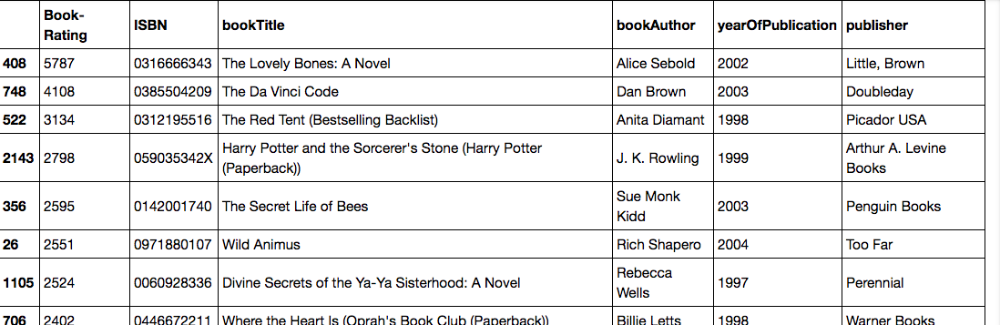 Book-Rating ISBN bookTitle bookAuthor yearOfPublication publisher
408 5787 0316666343 The Lovely Bones: A Novel Alice Sebold 2002 Little, Brown
748 4108 0385504209 The Da Vinci Code Dan Brown 2003 Doubleday
522 3134 0312195516 The Red Tent (Bestselling Backlist) Anita Diamant 1998 Picador USA
2143 2798 059035342X Harry Potter and the Sorcerer's Stone (Harry Potter (Paperback)) J. K. Rowling 1999 Arthur A. Levine Books
356 2595 0142001740 The Secret Life of Bees Sue Monk Kidd 2003 Penguin Books
26 2551 0971880107 Wild Animus Rich Shapero 2004 Too Far
1105 2524 0060928336 Divine Secrets of the Ya-Ya Sisterhood: A Novel Rebecca Wells 1997 Perennial
706 2402 0446672211 Where the Heart Is (Oprah's Book Club (Paperback)) Billie Letts 1998 Warner Books